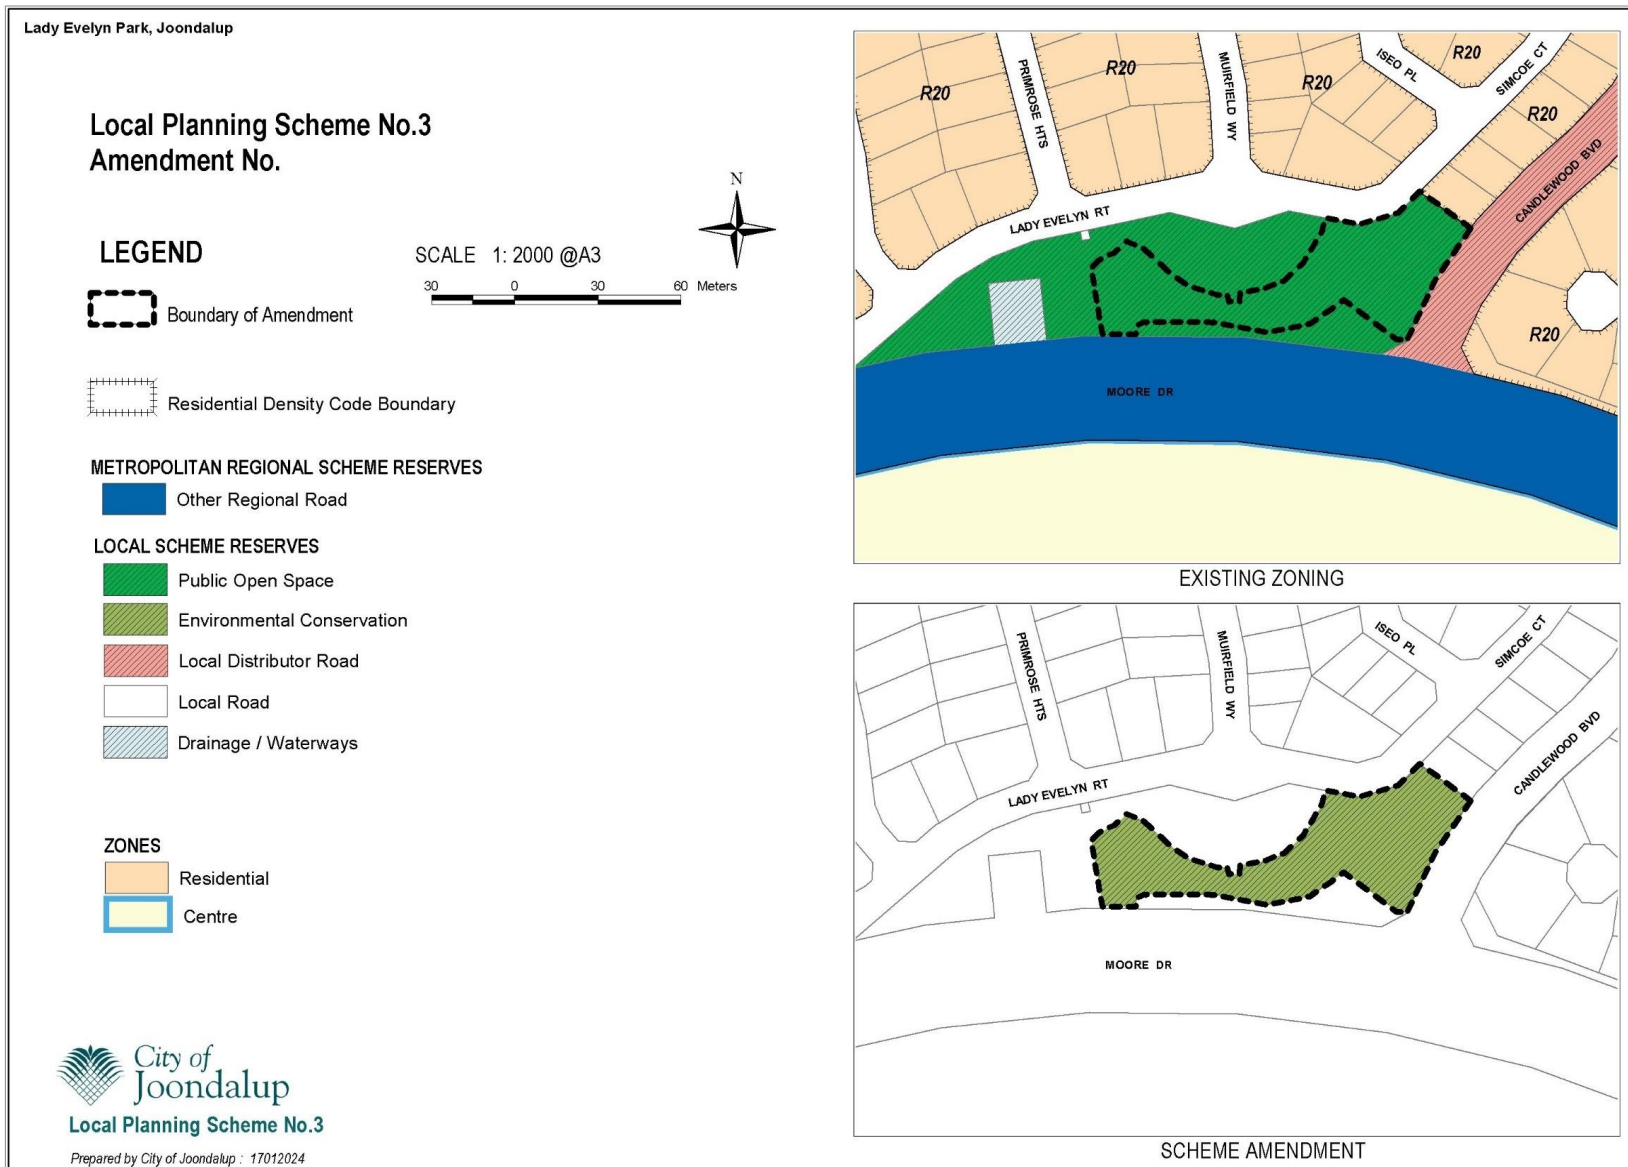 Lady Evelyn Park, Joondalup
Local Planning Scheme No.3
Amendment No.
LEGEND
SCALE 1: 2000 @A3
N
30 0 30 60 Meters
Boundary of Amendment
Residential Density Code Boundary
METROPOLITAN REGIONAL SCHEME RESERVES
Other Regional Road
LOCAL SCHEME RESERVES
Public Open Space
Environmental Conservation
Local Distributor Road
Local Road
Drainage / Waterways
ZONES
Residential
Centre
City of
Joondalup
Local Planning Scheme No.3
Prepared by City of Joondalup : 17012024
R20
PRIMROSE HTS
R20
MUIRFIELD WY
R20
ISEO PL
R20
SIMCOE CT
R20
CANDLEWOOD BVD
LADY EVELYN RT
R20
MOORE DR
EXISTING ZONING
PRIMROSE HTS
MUIRFIELD WY
ISEO PL
SIMCOE CT
CANDLEWOOD BVD
LADY EVELYN RT
MOORE DR
SCHEME AMENDMENT